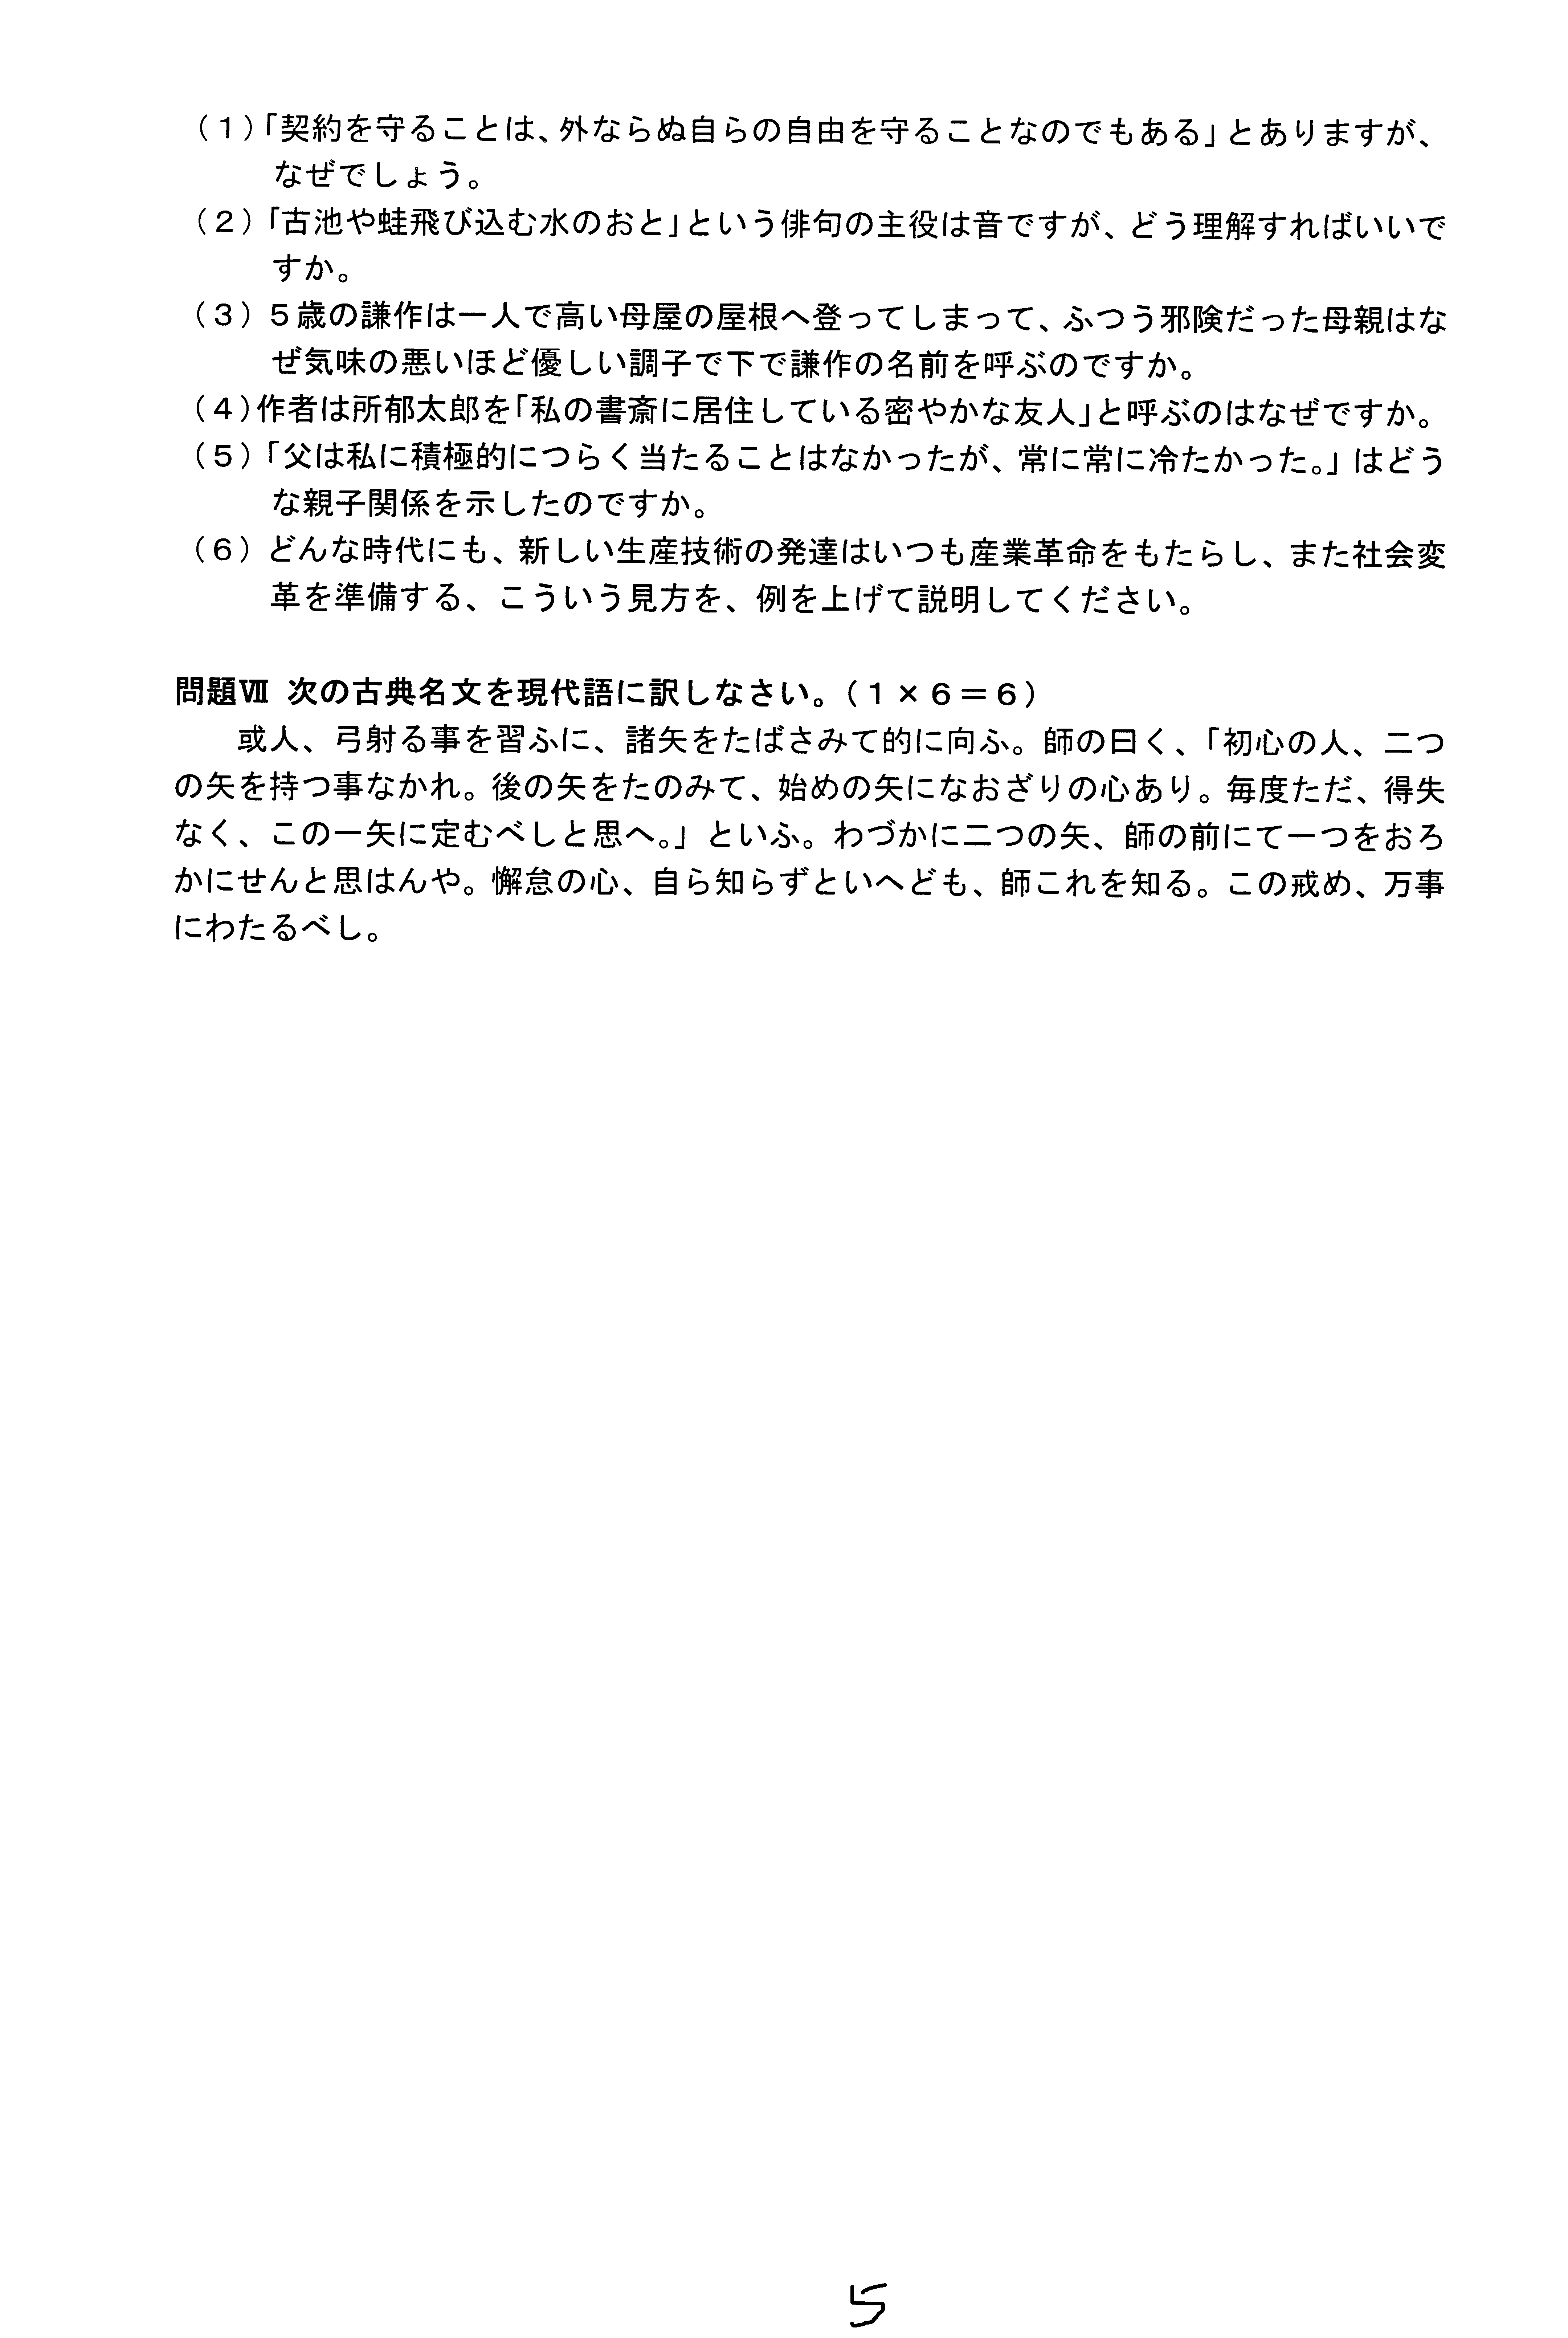 （１）「契約を守ることは、外ならぬ自らの自由を守ることなのでもある」とありますが、
なぜでしょう。
（２）「古池や蛙飛び込む水のおと」という俳句の主役は音ですが、どう理解すればいいで
すか。
（３）５歳の謙作は一人で高い母屋の屋根へ登ってしまって、ふつう邪険だった母親はな
ぜ気味の悪いほど優しい調子で下で謙作の名前を呼ぶのですか。
（４）作者は所郁太郎を「私の書斎に居住している密やかな友人」と呼ぶのはなぜですか。
（５）「父は私に積極的につらく当たることはなかったが、常に常に冷たかった。」はどう
な親子関係を示したのですか。
（６）どんな時代にも、新しい生産技術の発達はいつも産業革命をもたらし、また社会変
革を準備する、こういう見方を、例を上げて説明してください。
問題Ⅶ 次の古典名文を現代語に訳しなさい。（１×６＝６）
或人、弓射る事を習ふに、諸矢をたばさみて的に向ふ。師の曰く、「初心の人、二つ
の矢を持つ事なかれ。後の矢をたのみて、始めの矢になおざりの心あり。毎度ただ、得失
なく、この一矢に定むべしと思へ。」といふ。わづかに二つの矢、師の前にて一つをおろ
かにせんと思はんや。懈怠の心、自ら知らずといへども、師これを知る。この戒め、万事
にわたるべし。
5